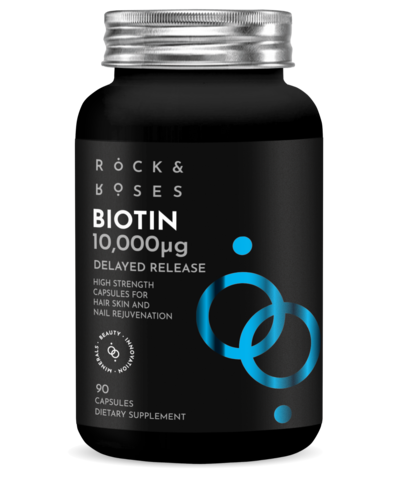 RȮCK &
ROSES
BIOTIN
10,000µg
DELAYED RELEASE
HIGH STRENGTH
CAPSULES FOR
HAIR SKIN AND
NAIL REJUVENATION
BEAUTY • INNOVATION • MINERALS •
90
CAPSULES
DIETARY SUPPLEMENT